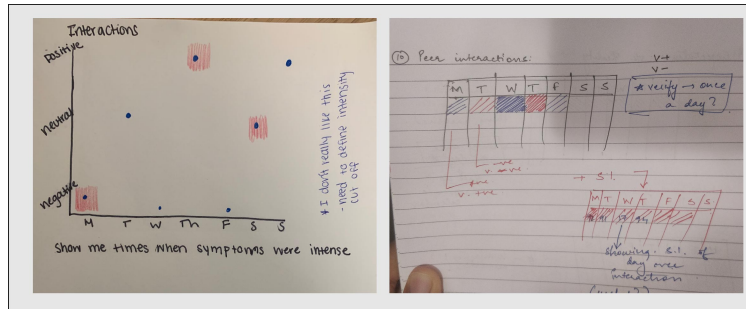 Interactions
Positive
Neutral
negative
M T W Th F S S
Show me times when symptoms were intense
* I don't really like this
- need to define intensity
cut off
(10) Peer interactions:
V+
V-
M T W T F S S
* verify → once
a day?
-ve
+ve
V. +ve
→ S.I.
M T W T F S S
showing S.I. of
day over
interaction